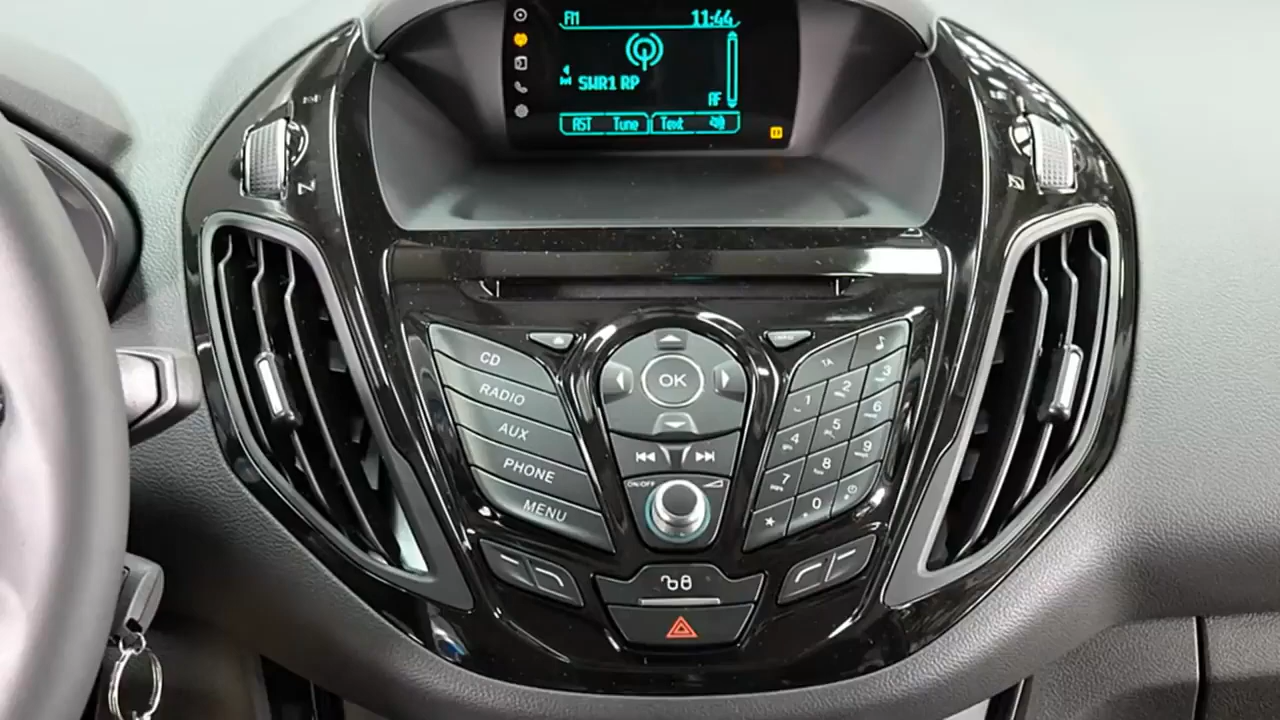 FM 11:44
SWR1 RP
AF
AST Tune Text
CD
RADIO
AUX
PHONE
MENU
OK
ON/OFF
TA
1 2 3
4 5 6
7 8 9
* 0